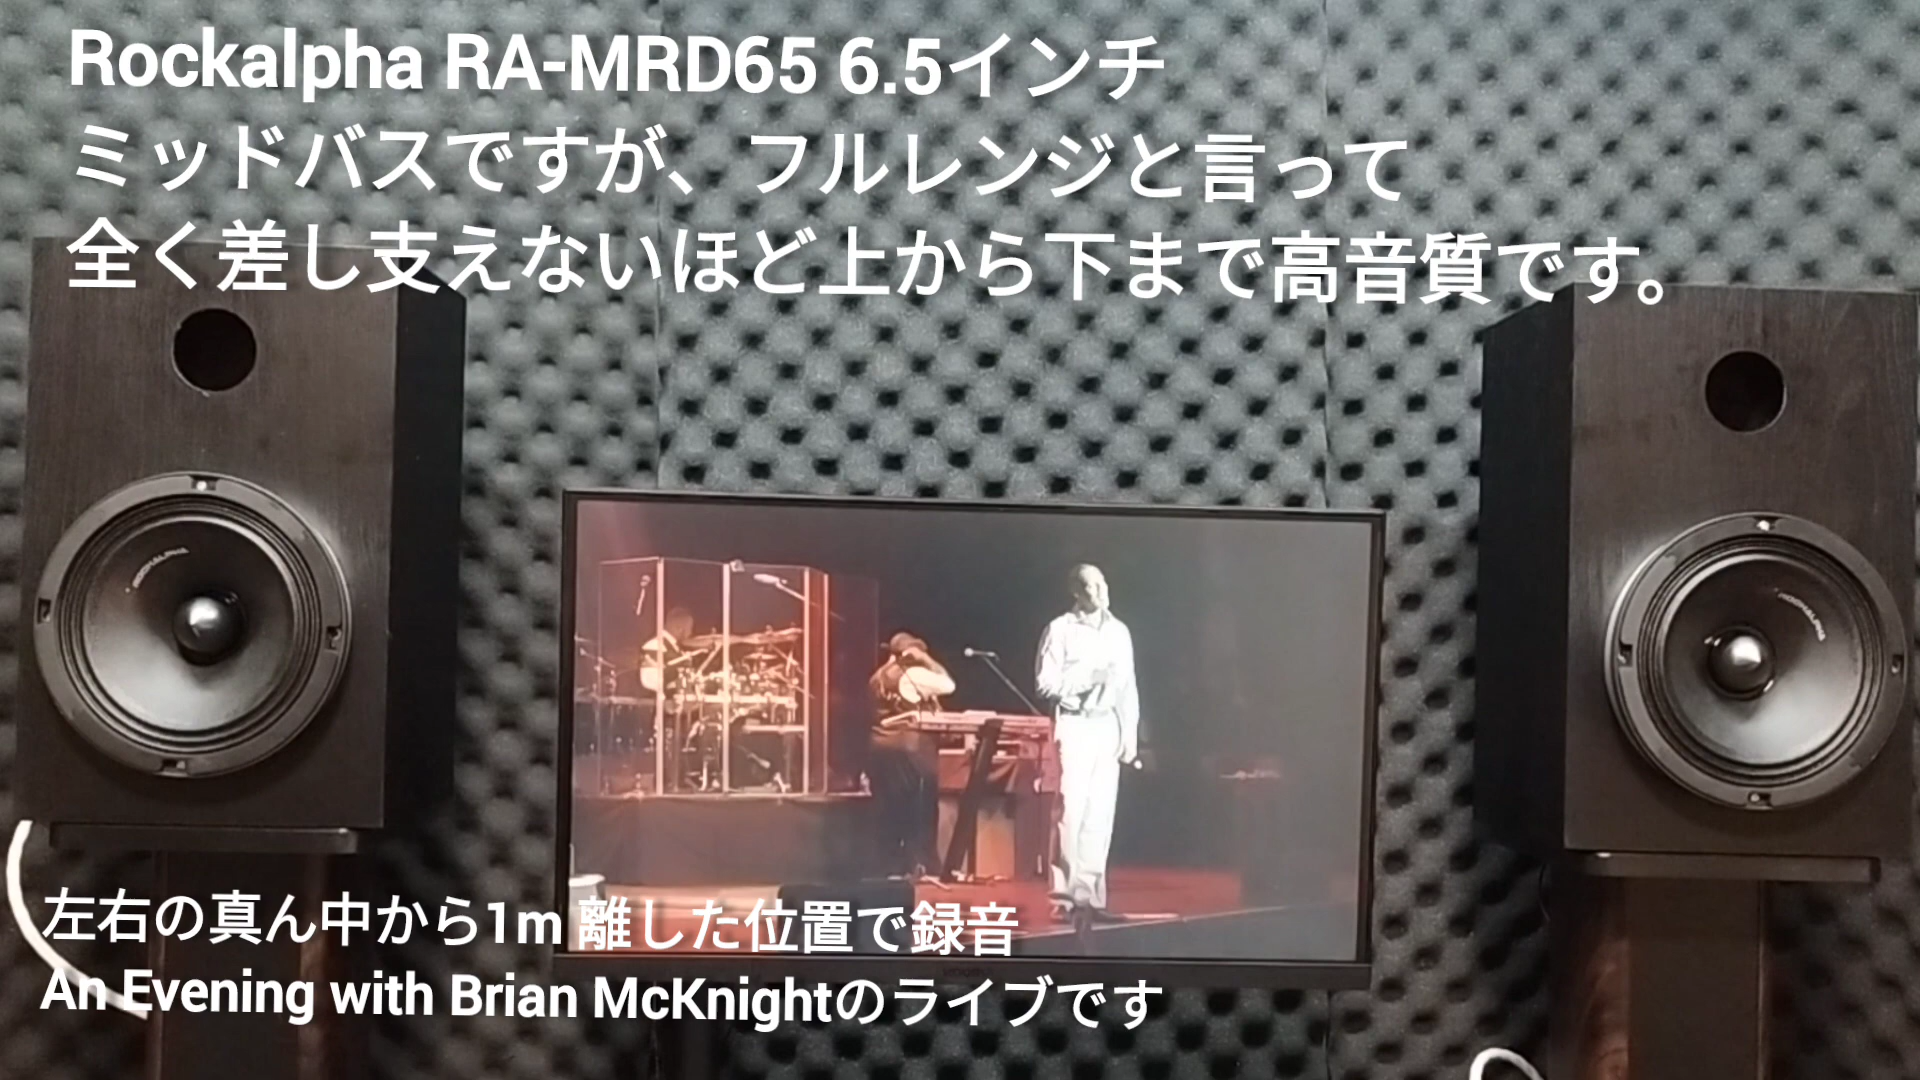 Rockalpha RA-MRD65 6.5インチ
ミッドバスですが、フルレンジと言って
全く差し支えないほど上から下まで高音質です。
ROCKALPHA
ROCKALPHA
左右の真ん中から1m 離した位置で録音
An Evening with Brian McKnightのライブです